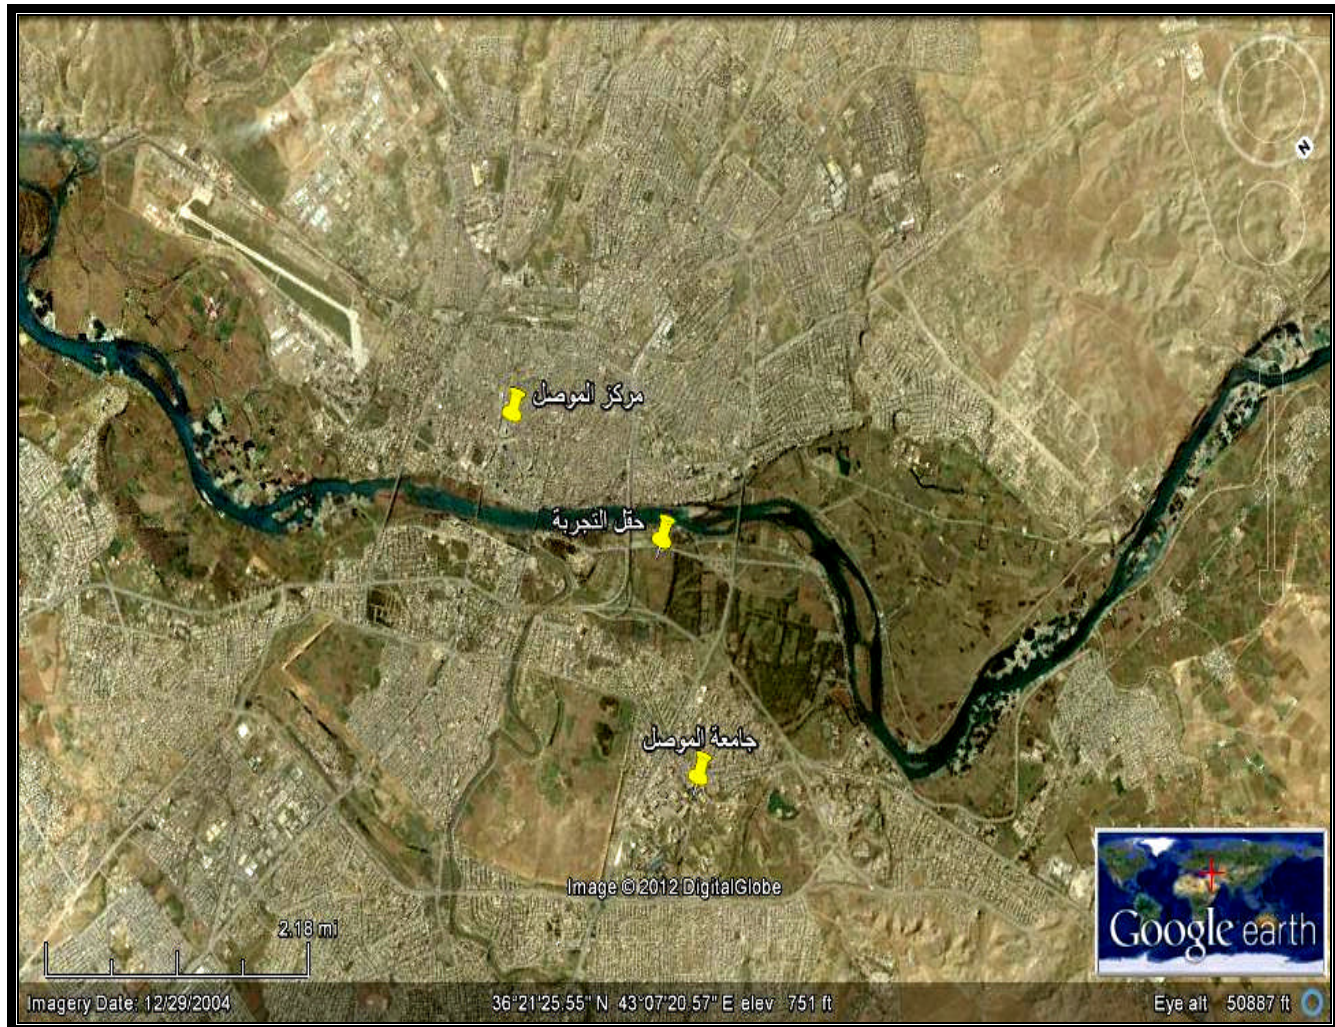 N
مركز الموصل
حقل التجربة
جامعة الموصل
Image © 2012 DigitalGlobe
Google earth
2.18 mi
Imagery Date: 12/29/2004
36°21'25.55" N 43°07'20.57" E elev 751 ft
Eye alt 50887 ft